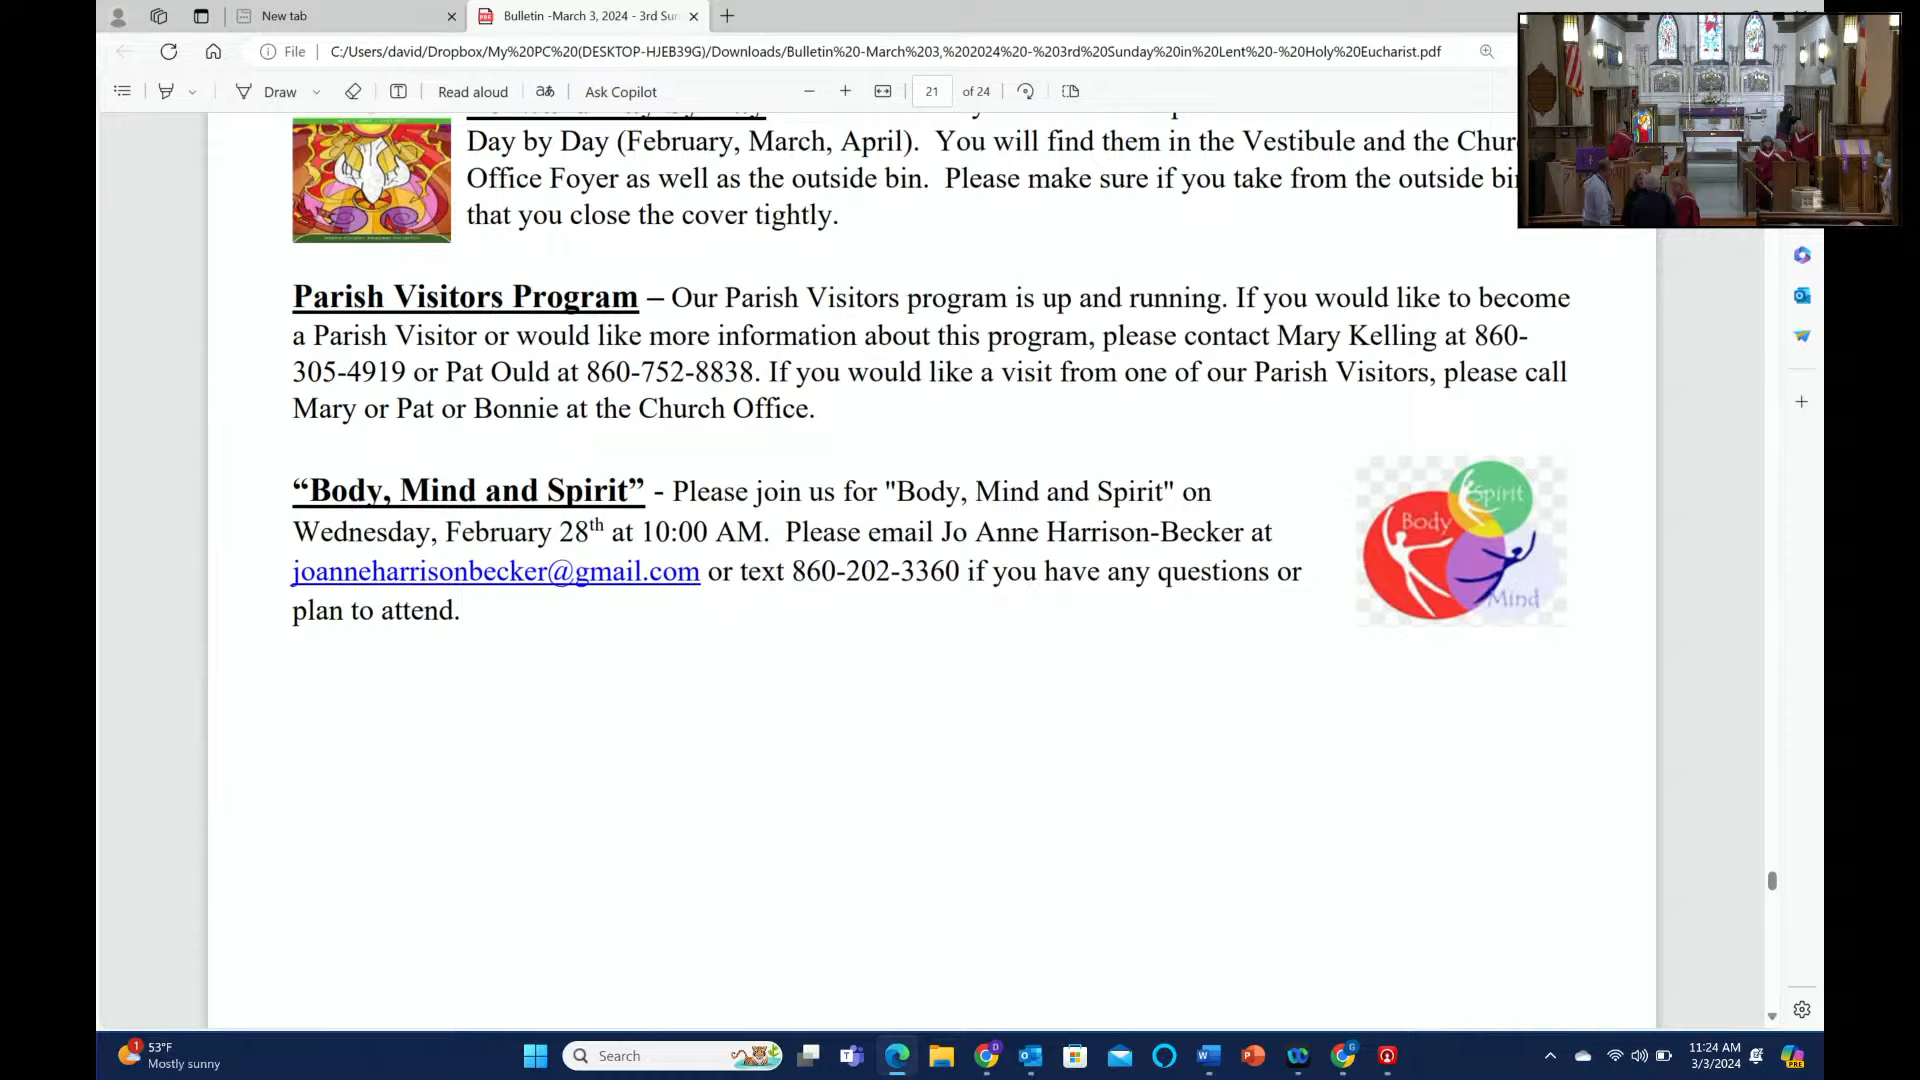 New tab
Bulletin -March 3, 2024 - 3rd Sun
File
C:/Users/david/Dropbox/My%20PC%20(DESKTOP-HJEB39G)/Downloads/Bulletin%20-March%203,%202024%20-%203rd%20Sunday%20in%20Lent%20-%20Holy%20Eucharist.pdf
Draw
Read aloud
Ask Copilot
21 of 24
Day by Day (February, March, April). You will find them in the Vestibule and the Chur
Office Foyer as well as the outside bin. Please make sure if you take from the outside bi
that you close the cover tightly.
Parish Visitors Program – Our Parish Visitors program is up and running. If you would like to become
a Parish Visitor or would like more information about this program, please contact Mary Kelling at 860-
305-4919 or Pat Ould at 860-752-8838. If you would like a visit from one of our Parish Visitors, please call
Mary or Pat or Bonnie at the Church Office.
“Body, Mind and Spirit” - Please join us for "Body, Mind and Spirit" on
Wednesday, February 28th at 10:00 AM. Please email Jo Anne Harrison-Becker at
joanneharrisonbecker@gmail.com or text 860-202-3360 if you have any questions or
plan to attend.
Spirit
Body
Mind
1
53°F
Mostly sunny
Search
11:24 AM
3/3/2024
PRE